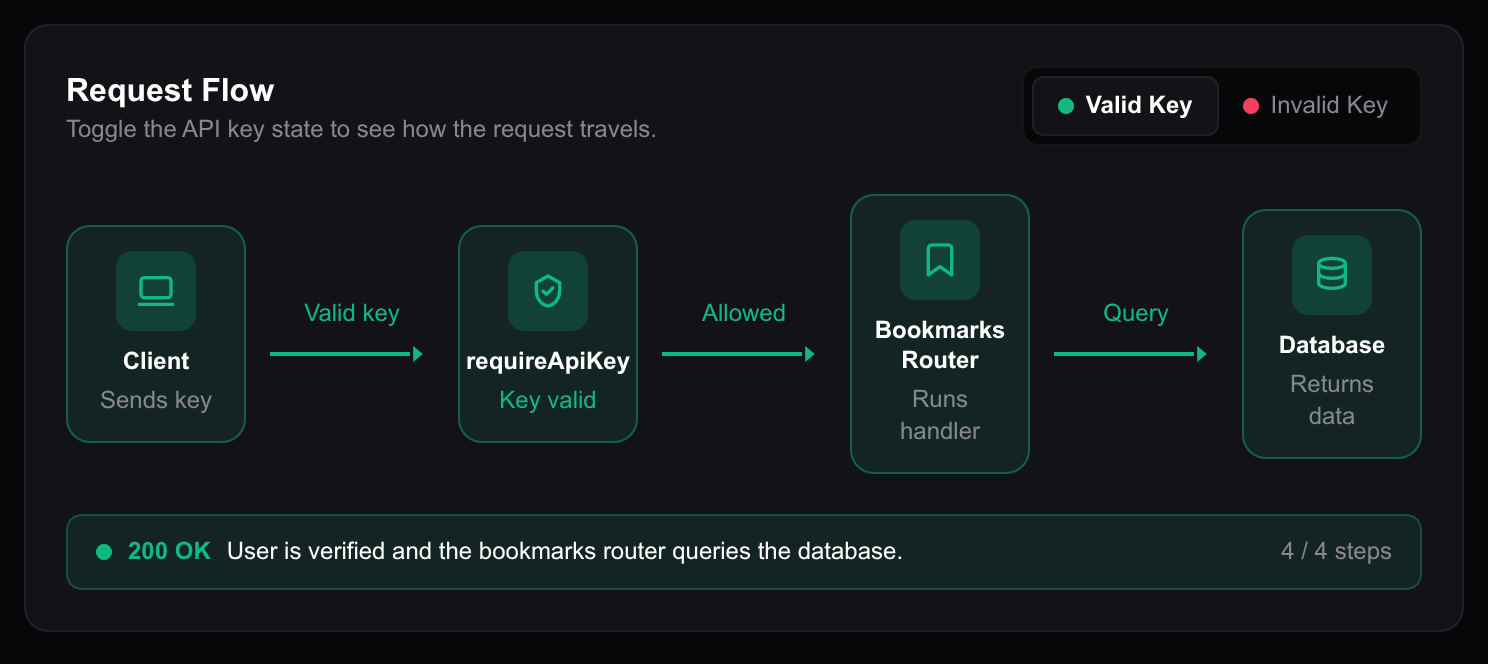 Request Flow
Toggle the API key state to see how the request travels.
Valid Key
Invalid Key
Client
Sends key
Valid key
requireApiKey
Key valid
Allowed
Bookmarks
Router
Runs
handler
Query
Database
Returns
data
200 OK User is verified and the bookmarks router queries the database.
4 / 4 steps